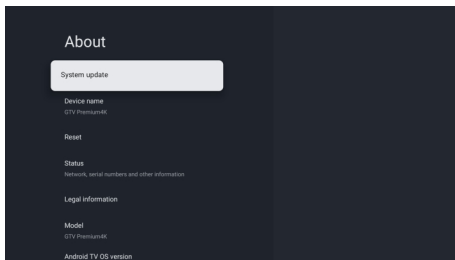 About
System update
Device name
GTV Premium4K
Reset
Status
Network, serial numbers and other information
Legal information
Model
GTV Premium4K
Android TV OS version